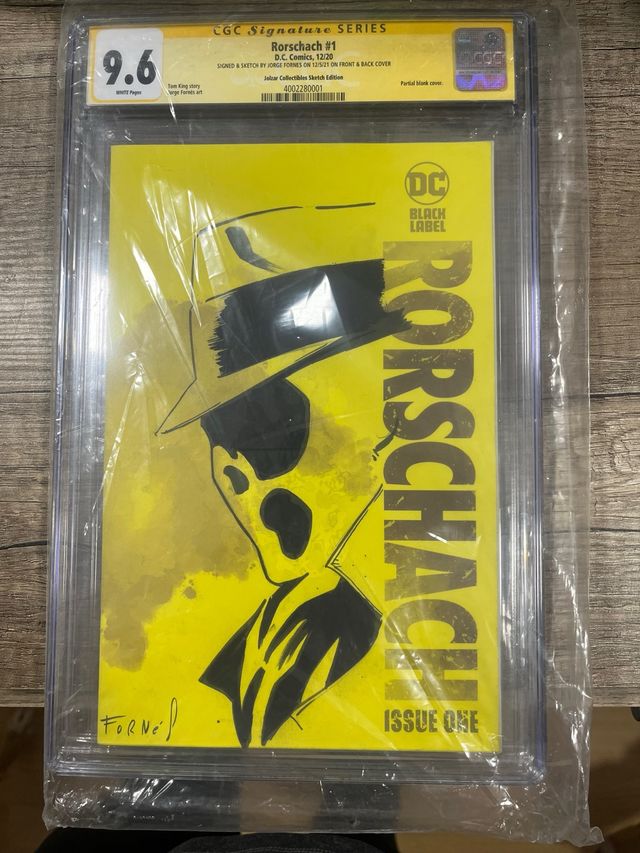 CGC Signature SERIES
9.6
WHITE Pages
Rorschach #1
D.C. Comics, 12/20
SIGNED & SKETCH BY JORGE FORNES ON 12/5/21 ON FRONT & BACK COVER
Jolzar Collectibles Sketch Edition
Tom King story
Jorge Fornés art
Partial blank cover.
4002280001
CGC
DC
BLACK
LABEL
RORSCHACH
ISSUE ONE
FORNéS